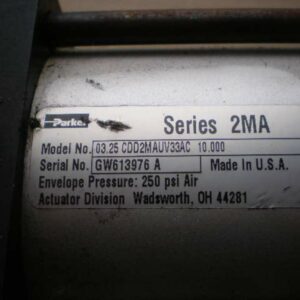 Parker
Series 2MA
Model No. 03.25 CDD2MAUV33AC 10.000
Serial No. GW613976 A Made In U.S.A.
Envelope Pressure: 250 psi Air
Actuator Division Wadsworth, OH 44281